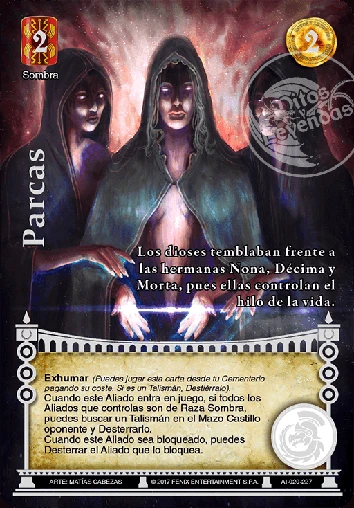 2
2
Sombra
Mitos
y
Leyendas
Parcas
Los dioses temblaban frente a
las hermanas Nona, Décima y
Morta, pues ellas controlan el
hilo de la vida.
Exhumar (Puedes jugar esta carta desde tu Cementerio
pagando su coste. Si es un Talismán, Destiérralo).
Cuando este Aliado entra en juego, si todos los
Aliados que controlas son de Raza Sombra,
puedes buscar un Talismán en el Mazo Castillo
oponente y Desterrarlo.
Cuando este Aliado sea bloqueado, puedes
Desterrar el Aliado que lo bloquea.
ARTE: MATÍAS CABEZAS
© 2017 FENIX ENTERTAINMENT S.P.A.